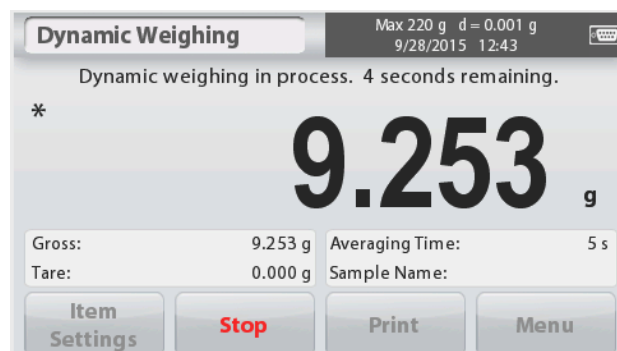 Dynamic Weighing
Max 220 g d = 0.001 g
9/28/2015 12:43
Dynamic weighing in process. 4 seconds remaining.
*
9.253 g
Gross: 9.253 g
Tare: 0.000 g
Averaging Time: 5 s
Sample Name:
Item
Settings
Stop
Print
Menu